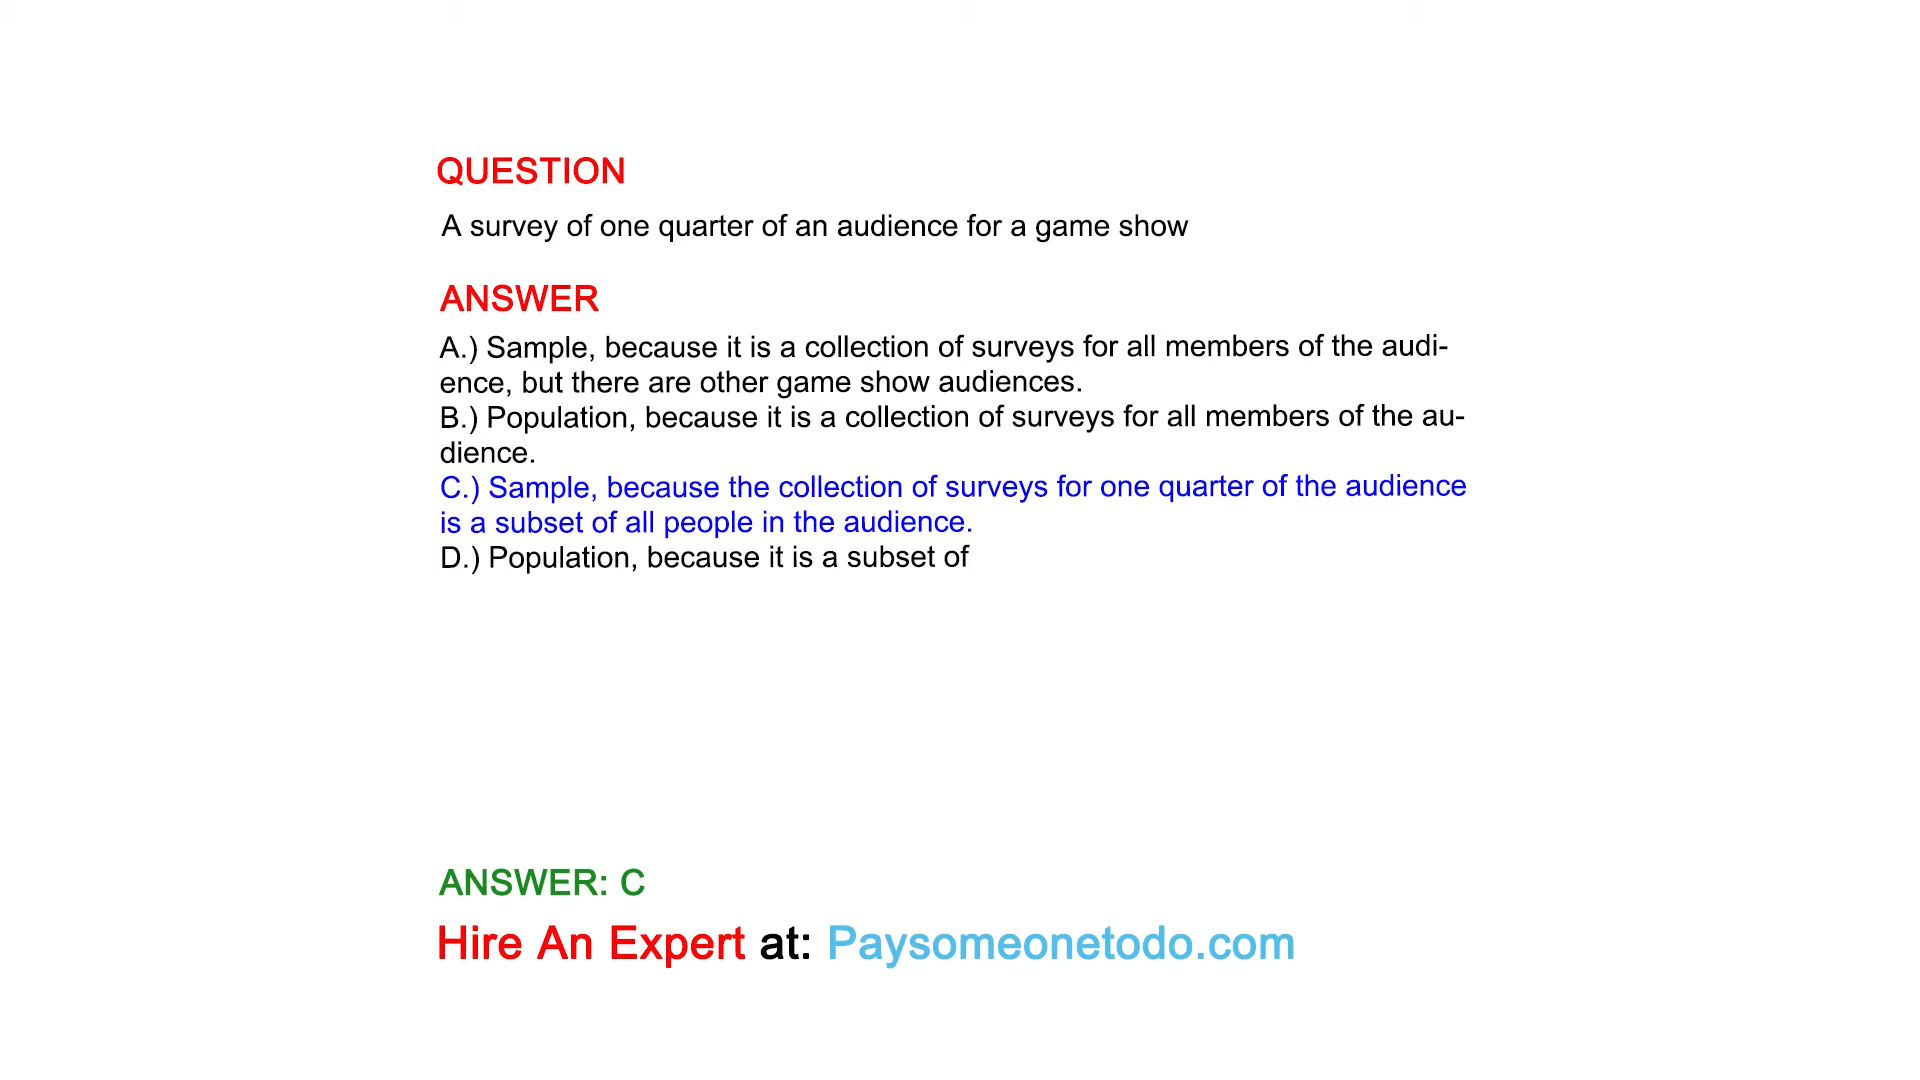 QUESTION
A survey of one quarter of an audience for a game show
ANSWER
A.) Sample, because it is a collection of surveys for all members of the audi-
ence, but there are other game show audiences.
B.) Population, because it is a collection of surveys for all members of the au-
dience.
C.) Sample, because the collection of surveys for one quarter of the audience
is a subset of all people in the audience.
D.) Population, because it is a subset of
ANSWER: C
Hire An Expert at: Paysomeonetodo.com